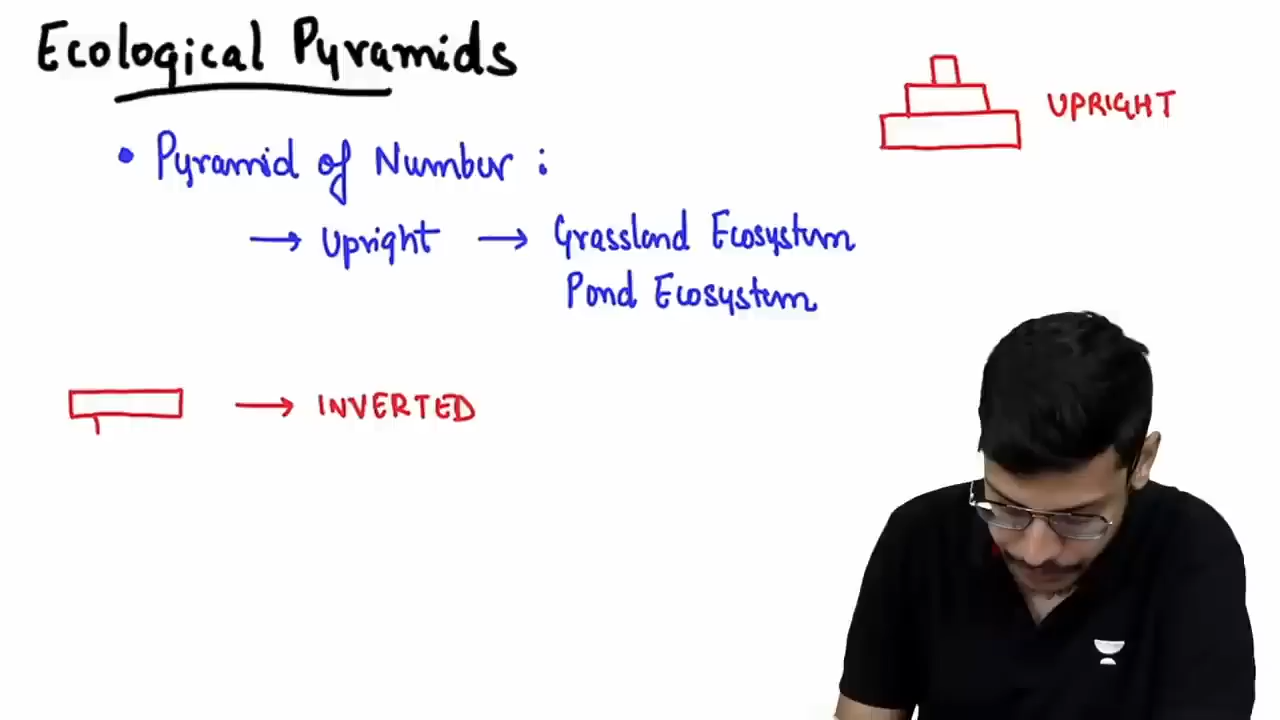 Ecological Pyramids
UPRIGHT
• Pyramid of Number :
→ Upright → Grassland Ecosystem
Pond Ecosystem
→ INVERTED